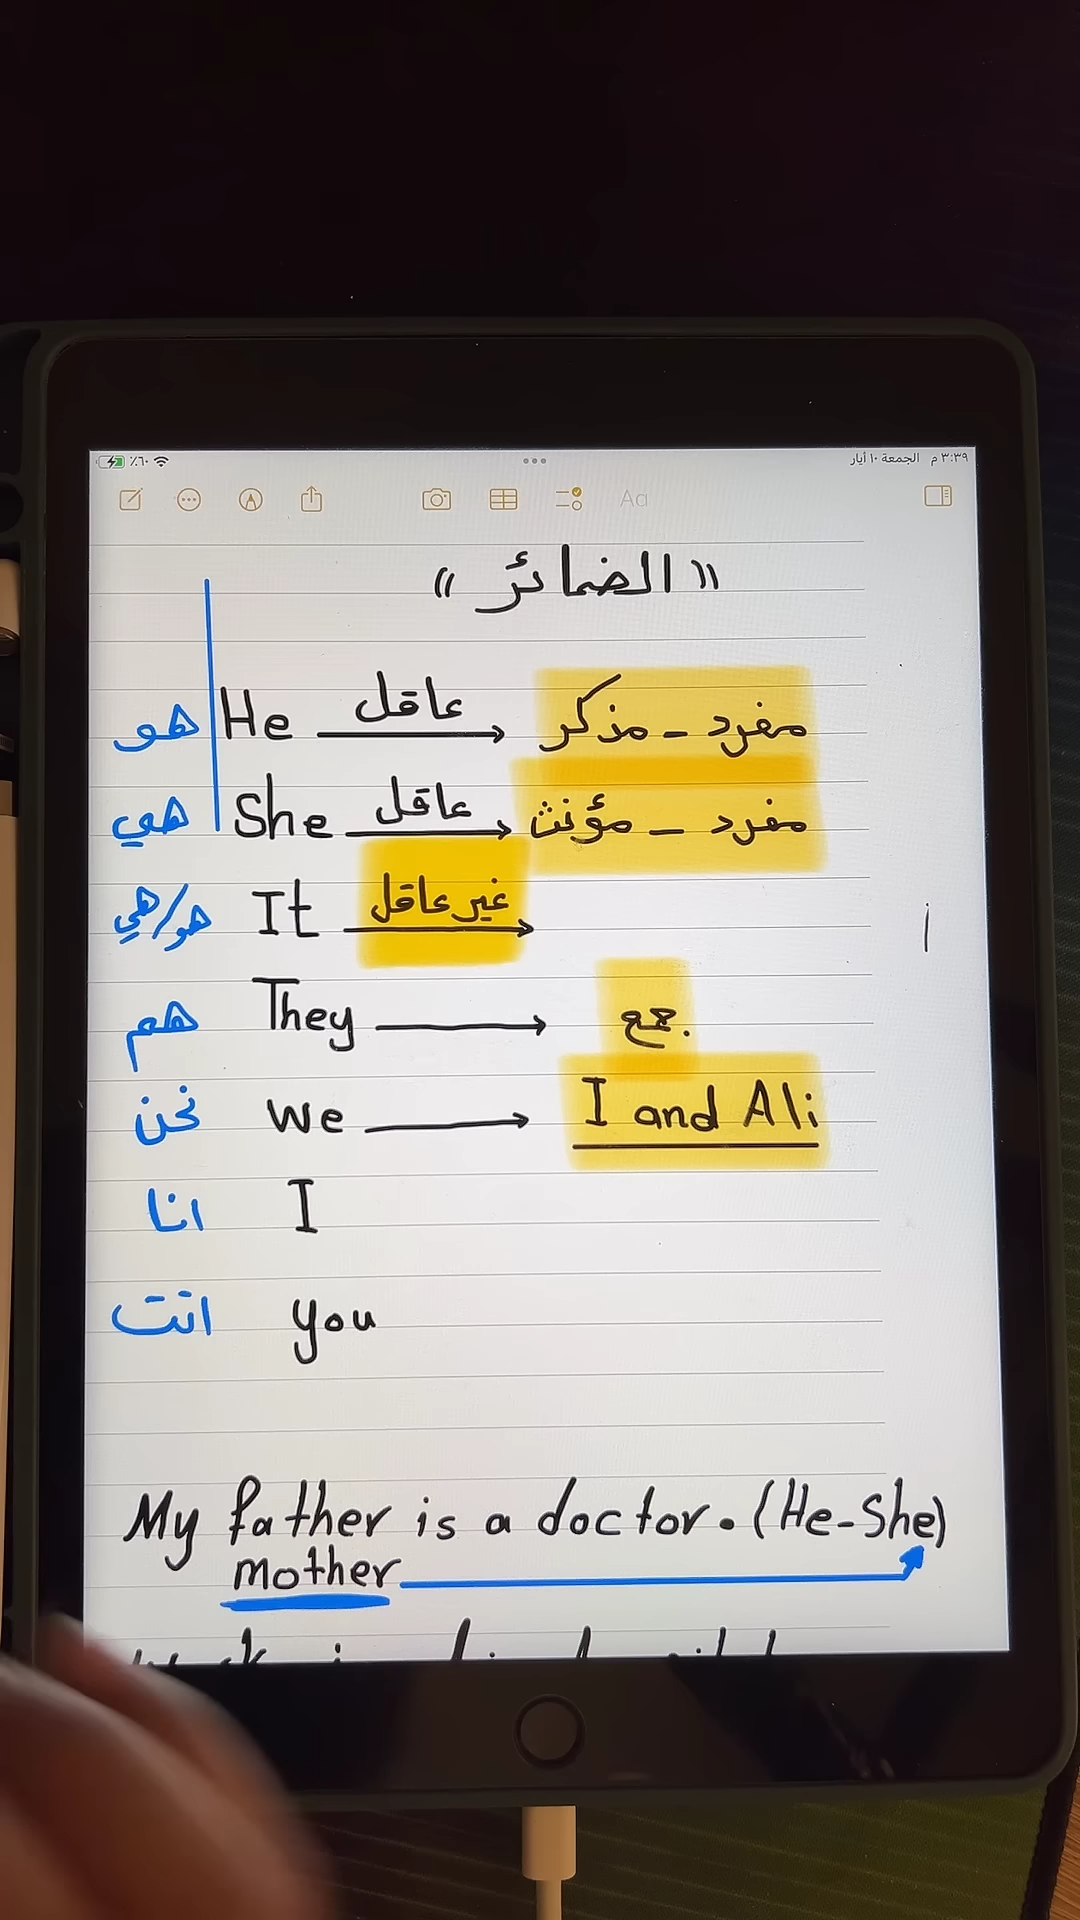 ٪٦٠ ٣:٣٩ م الجمعة ١٠ أيار
Aa
«الضمائر»
هو He عاقل → مفرد - مذكر
هي She عاقل → مفرد - مؤنث
هو/هي It غير عاقل →
هم They → جمع
نحن we → I and Ali
انا I
انت you
My father is a doctor. (He-She)
mother